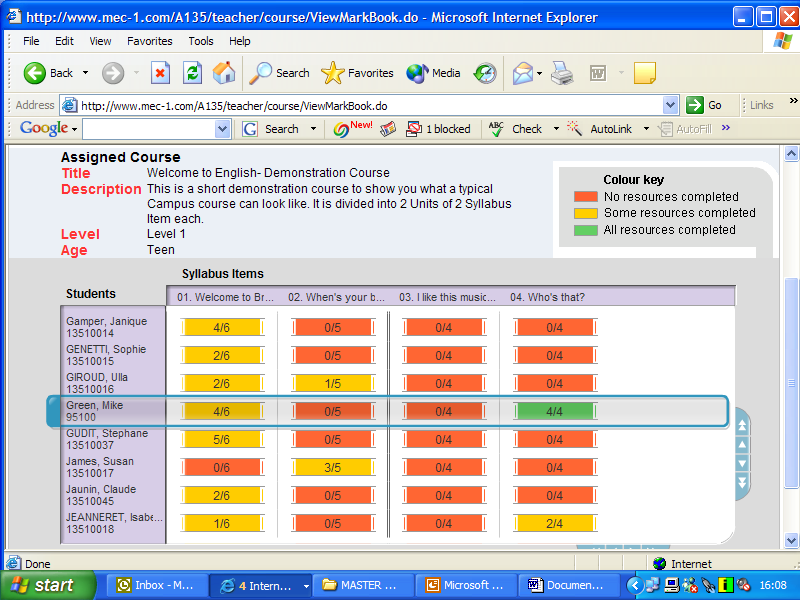 http://www.mec-1.com/A135/teacher/course/ViewMarkBook.do - Microsoft Internet Explorer
File Edit View Favorites Tools Help
Back Search Favorites Media
Address http://www.mec-1.com/A135/teacher/course/ViewMarkBook.do Go Links »
Google Search New! 1 blocked ABC Check AutoLink AutoFill »
Assigned Course
Title Welcome to English- Demonstration Course
Description This is a short demonstration course to show you what a typical
Campus course can look like. It is divided into 2 Units of 2 Syllabus
Item each.
Level Level 1
Age Teen
Colour key
No resources completed
Some resources completed
All resources completed
Syllabus Items
Students
01. Welcome to Br... 02. When's your b... 03. I like this music... 04. Who's that?
Gamper, Janique
13510014
4/6 0/5 0/4 0/4
GENETTI, Sophie
13510015
2/6 0/5 0/4 0/4
GIROUD, Ulla
13510016
2/6 1/5 0/4 0/4
Green, Mike
95100
4/6 0/5 0/4 4/4
GUDIT, Stephane
13510037
5/6 0/5 0/4 0/4
James, Susan
13510017
0/6 3/5 0/4 0/4
Jaunin, Claude
13510045
2/6 0/5 0/4 0/4
JEANNERET, Isabe...
13510018
1/6 0/5 0/4 2/4
Done Internet
start Inbox - M... 4 Intern... MASTER ... Microsoft ... Documen... 16:08